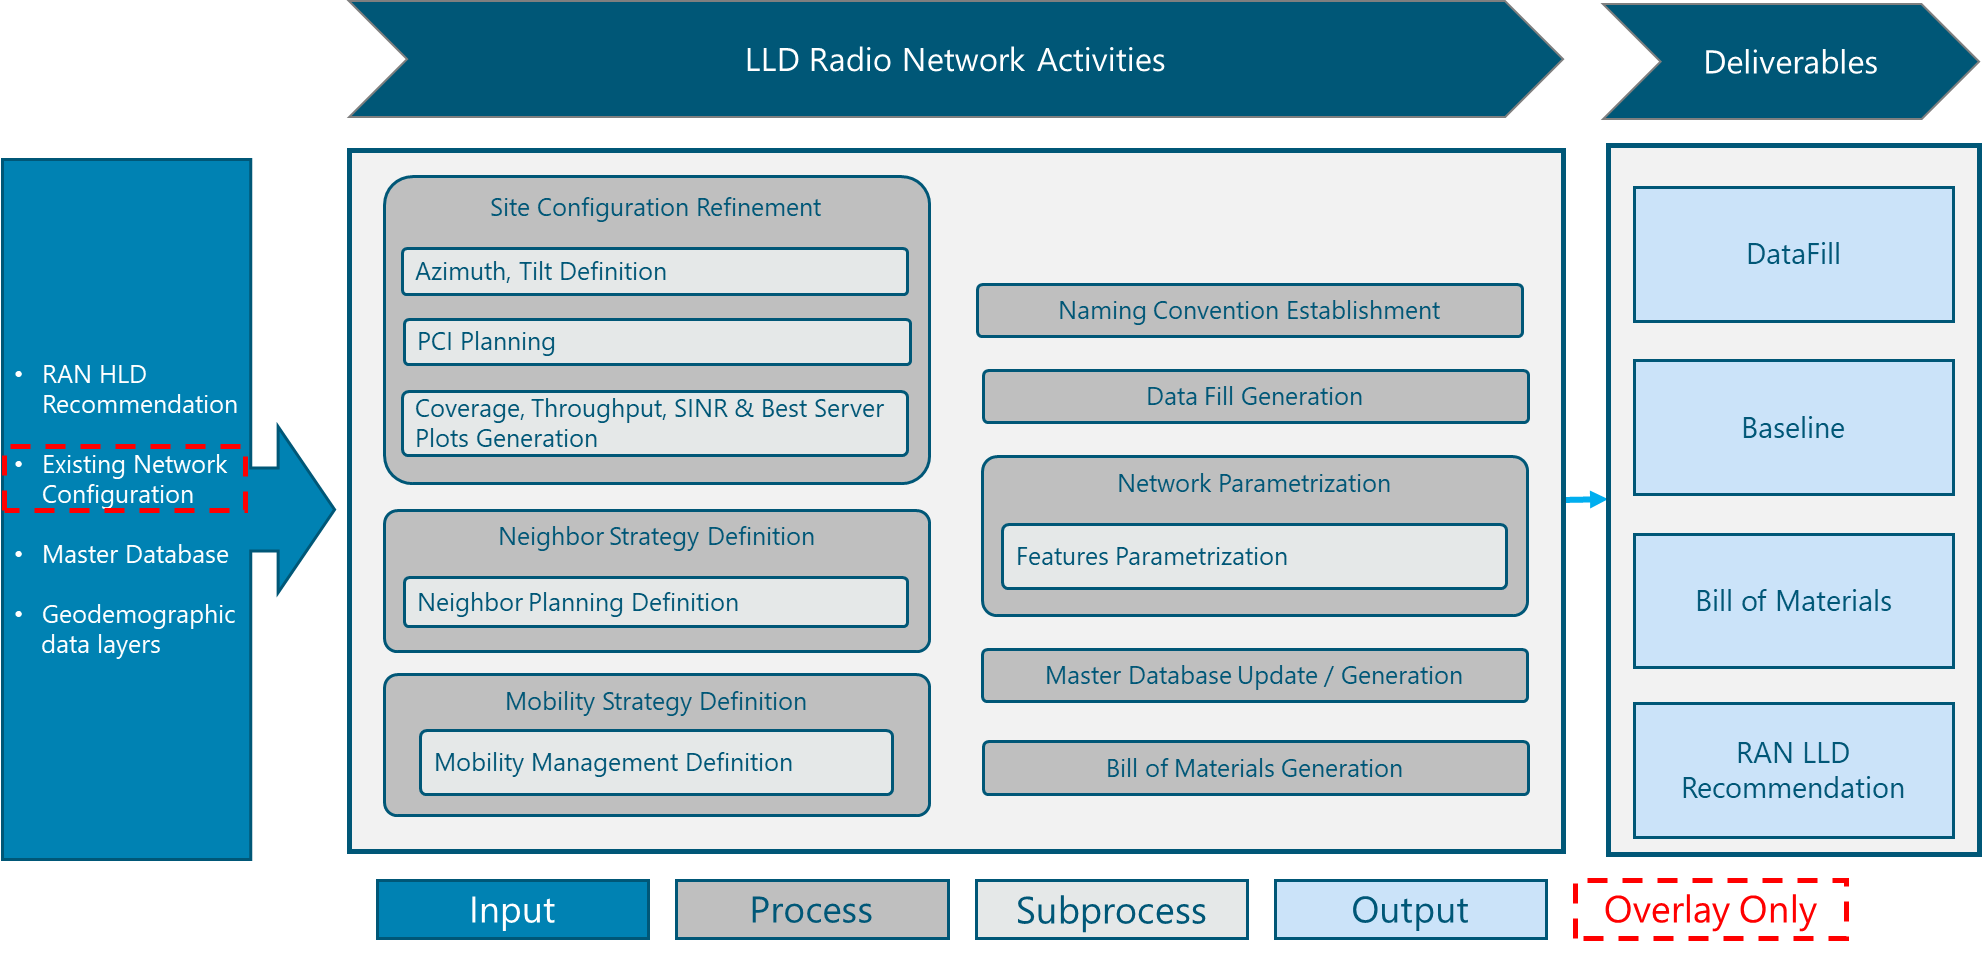 LLD Radio Network Activities
Deliverables
• RAN HLD
Recommendation
• Existing Network
Configuration
• Master Database
• Geodemographic
data layers
Site Configuration Refinement
Azimuth, Tilt Definition
PCI Planning
Coverage, Throughput, SINR & Best Server
Plots Generation
Neighbor Strategy Definition
Neighbor Planning Definition
Mobility Strategy Definition
Mobility Management Definition
Naming Convention Establishment
Data Fill Generation
Network Parametrization
Features Parametrization
Master Database Update / Generation
Bill of Materials Generation
DataFill
Baseline
Bill of Materials
RAN LLD
Recommendation
Input
Process
Subprocess
Output
Overlay Only